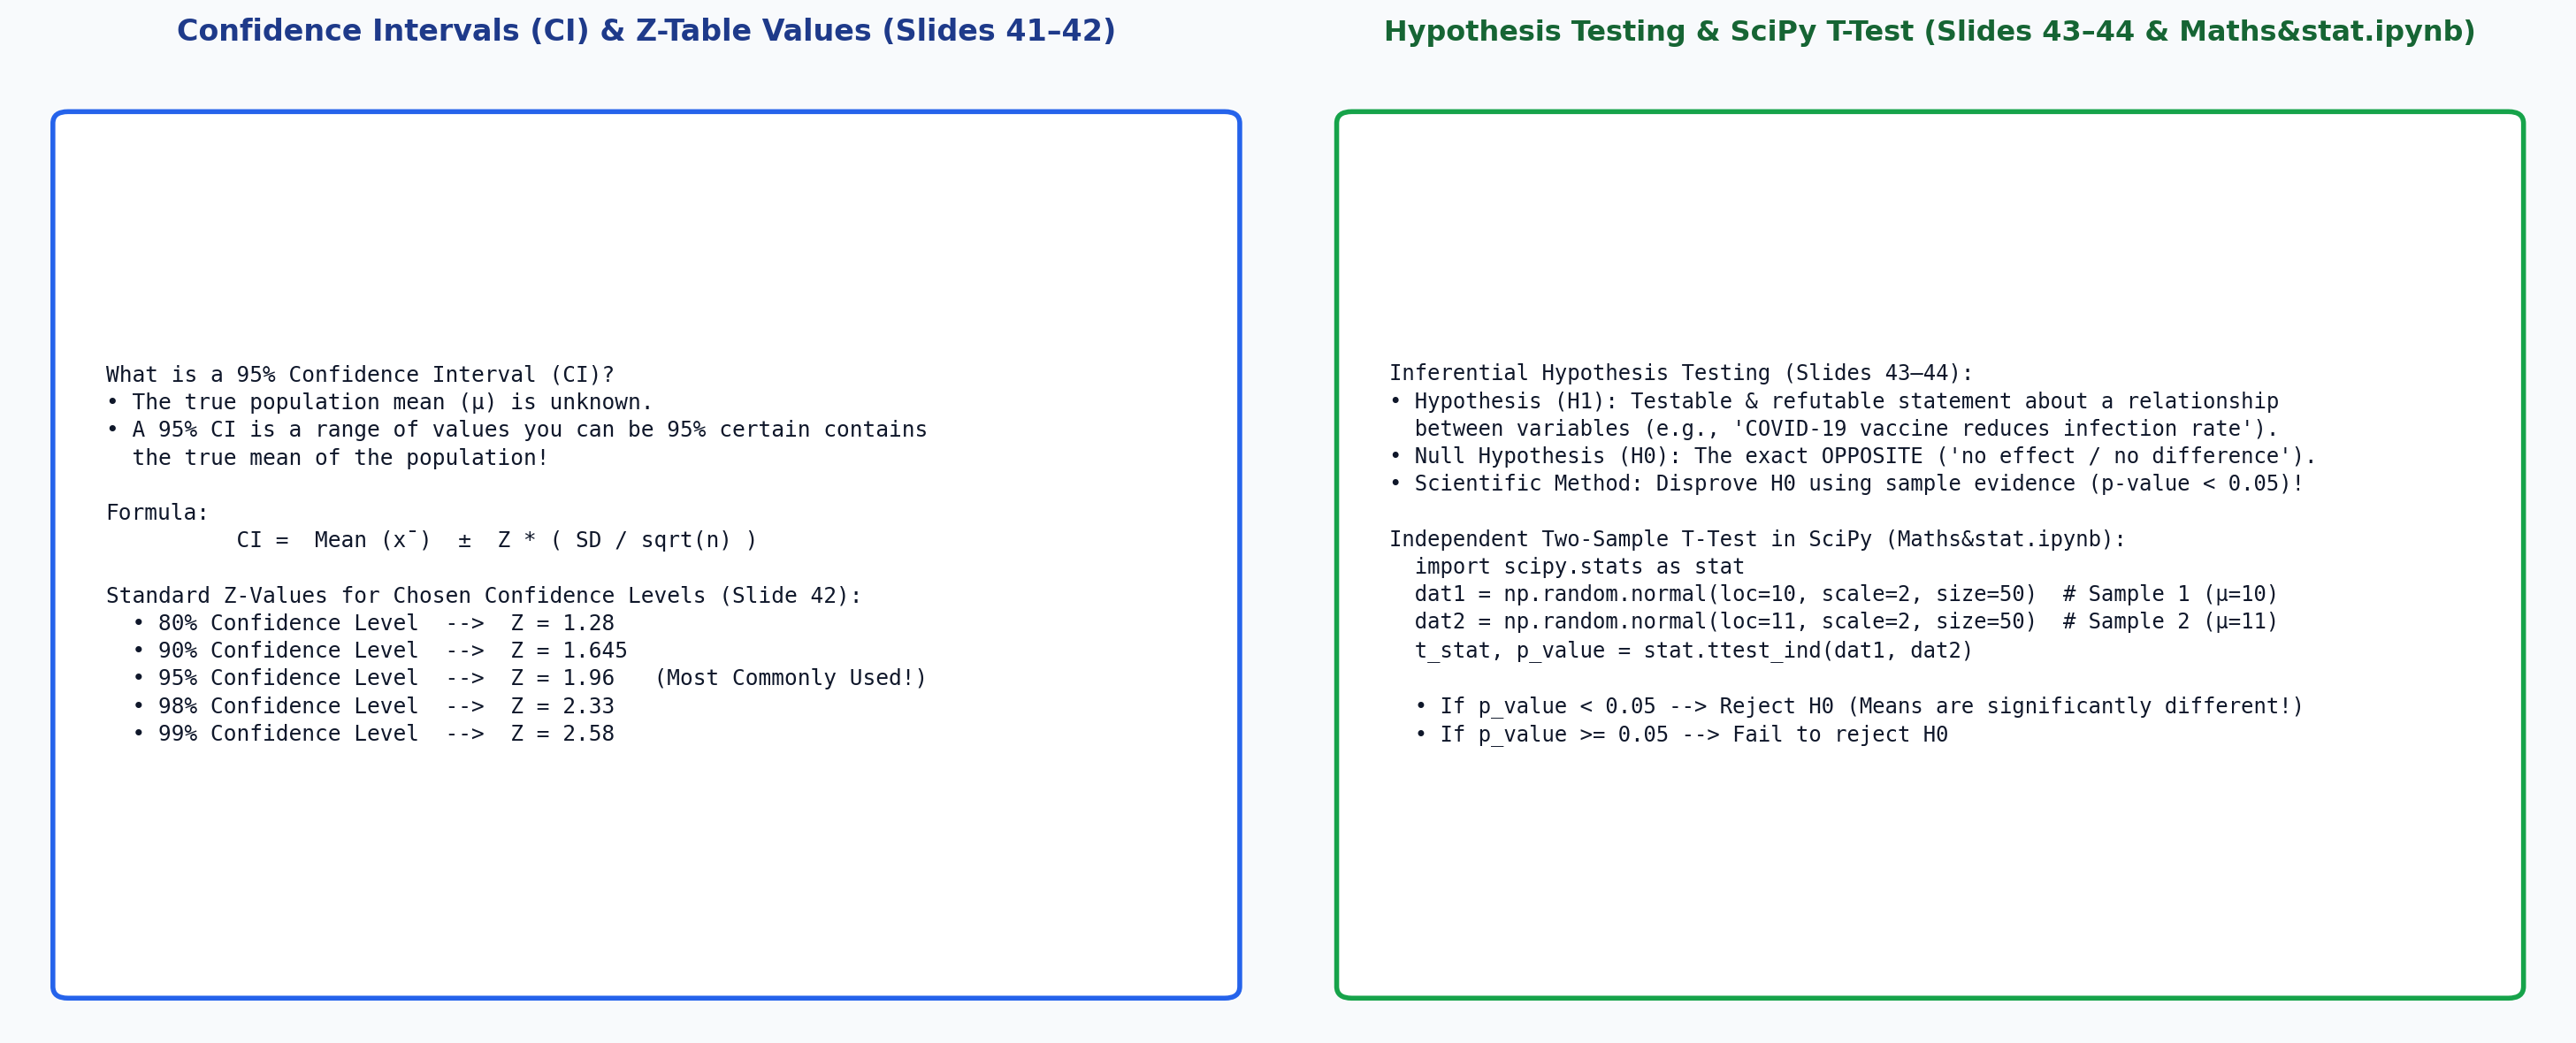 Confidence Intervals (CI) & Z-Table Values (Slides 41–42)
What is a 95% Confidence Interval (CI)?
• The true population mean (μ) is unknown.
• A 95% CI is a range of values you can be 95% certain contains
the true mean of the population!
Formula:
CI =  Mean (x¯)  ±  Z * ( SD / sqrt(n) )
Standard Z-Values for Chosen Confidence Levels (Slide 42):
• 80% Confidence Level  -->  Z = 1.28
• 90% Confidence Level  -->  Z = 1.645
• 95% Confidence Level  -->  Z = 1.96   (Most Commonly Used!)
• 98% Confidence Level  -->  Z = 2.33
• 99% Confidence Level  -->  Z = 2.58
Hypothesis Testing & SciPy T-Test (Slides 43–44 & Maths&stat.ipynb)
Inferential Hypothesis Testing (Slides 43–44):
• Hypothesis (H1): Testable & refutable statement about a relationship
between variables (e.g., 'COVID-19 vaccine reduces infection rate').
• Null Hypothesis (H0): The exact OPPOSITE ('no effect / no difference').
• Scientific Method: Disprove H0 using sample evidence (p-value < 0.05)!
Independent Two-Sample T-Test in SciPy (Maths&stat.ipynb):
import scipy.stats as stat
dat1 = np.random.normal(loc=10, scale=2, size=50)  # Sample 1 (μ=10)
dat2 = np.random.normal(loc=11, scale=2, size=50)  # Sample 2 (μ=11)
t_stat, p_value = stat.ttest_ind(dat1, dat2)
• If p_value < 0.05 --> Reject H0 (Means are significantly different!)
• If p_value >= 0.05 --> Fail to reject H0